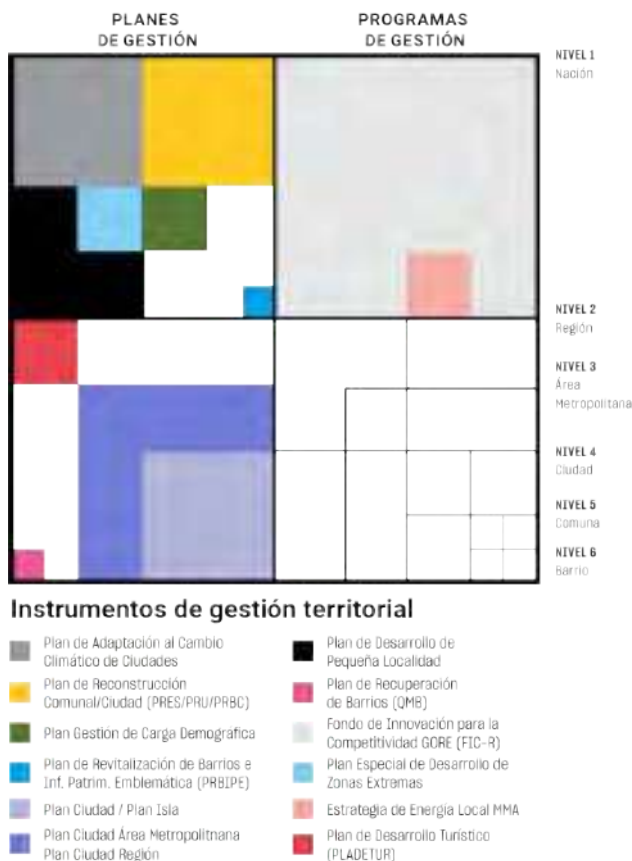 PLANES
DE GESTIÓN
PROGRAMAS
DE GESTIÓN
NIVEL 1
Nación
NIVEL 2
Región
NIVEL 3
Área
Metropolitana
NIVEL 4
Ciudad
NIVEL 5
Comuna
NIVEL 6
Barrio
Instrumentos de gestión territorial
Plan de Adaptación al Cambio
Climático de Ciudades
Plan de Reconstrucción
Comunal/Ciudad (PRES/PRU/PRBC)
Plan Gestión de Carga Demográfica
Plan de Revitalización de Barrios e
Inf. Patrim. Emblemática (PRBIPE)
Plan Ciudad / Plan Isla
Plan Ciudad Área Metropolitnana
Plan Ciudad Región
Plan de Desarrollo de
Pequeña Localidad
Plan de Recuperación
de Barrios (QMB)
Fondo de Innovación para la
Competitividad GORE (FIC-R)
Plan Especial de Desarrollo de
Zonas Extremas
Estrategia de Energía Local MMA
Plan de Desarrollo Turístico
(PLADETUR)